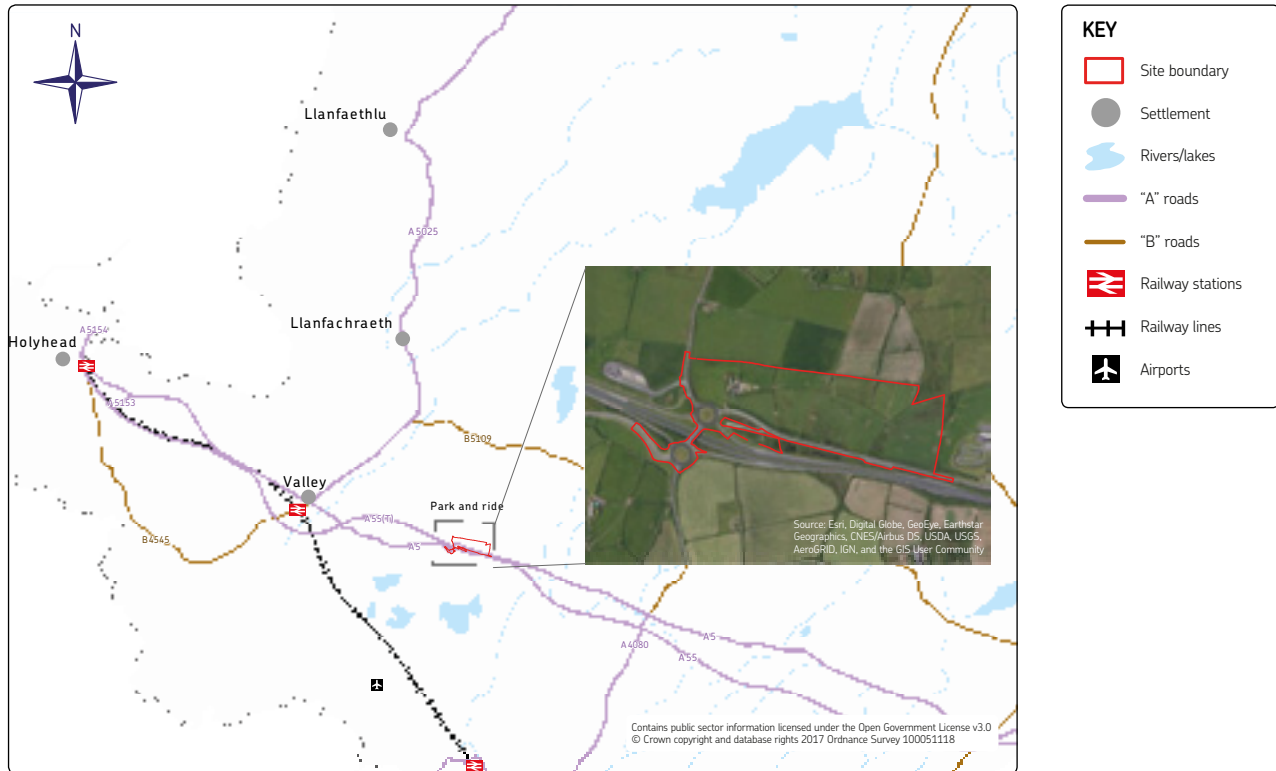 N
Llanfaethlu
A5025
Llanfachraeth
A5154
Holyhead
A5153
B5109
Valley
Park and ride
A55(T)
A5
B4545
A4080
A5
A55
Source: Esri, Digital Globe, GeoEye, Earthstar
Geographics, CNES/Airbus DS, USDA, USGS,
AeroGRID, IGN, and the GIS User Community
Contains public sector information licensed under the Open Government License v3.0
© Crown copyright and database rights 2017 Ordnance Survey 100051118
KEY
Site boundary
Settlement
Rivers/lakes
"A" roads
"B" roads
Railway stations
Railway lines
Airports